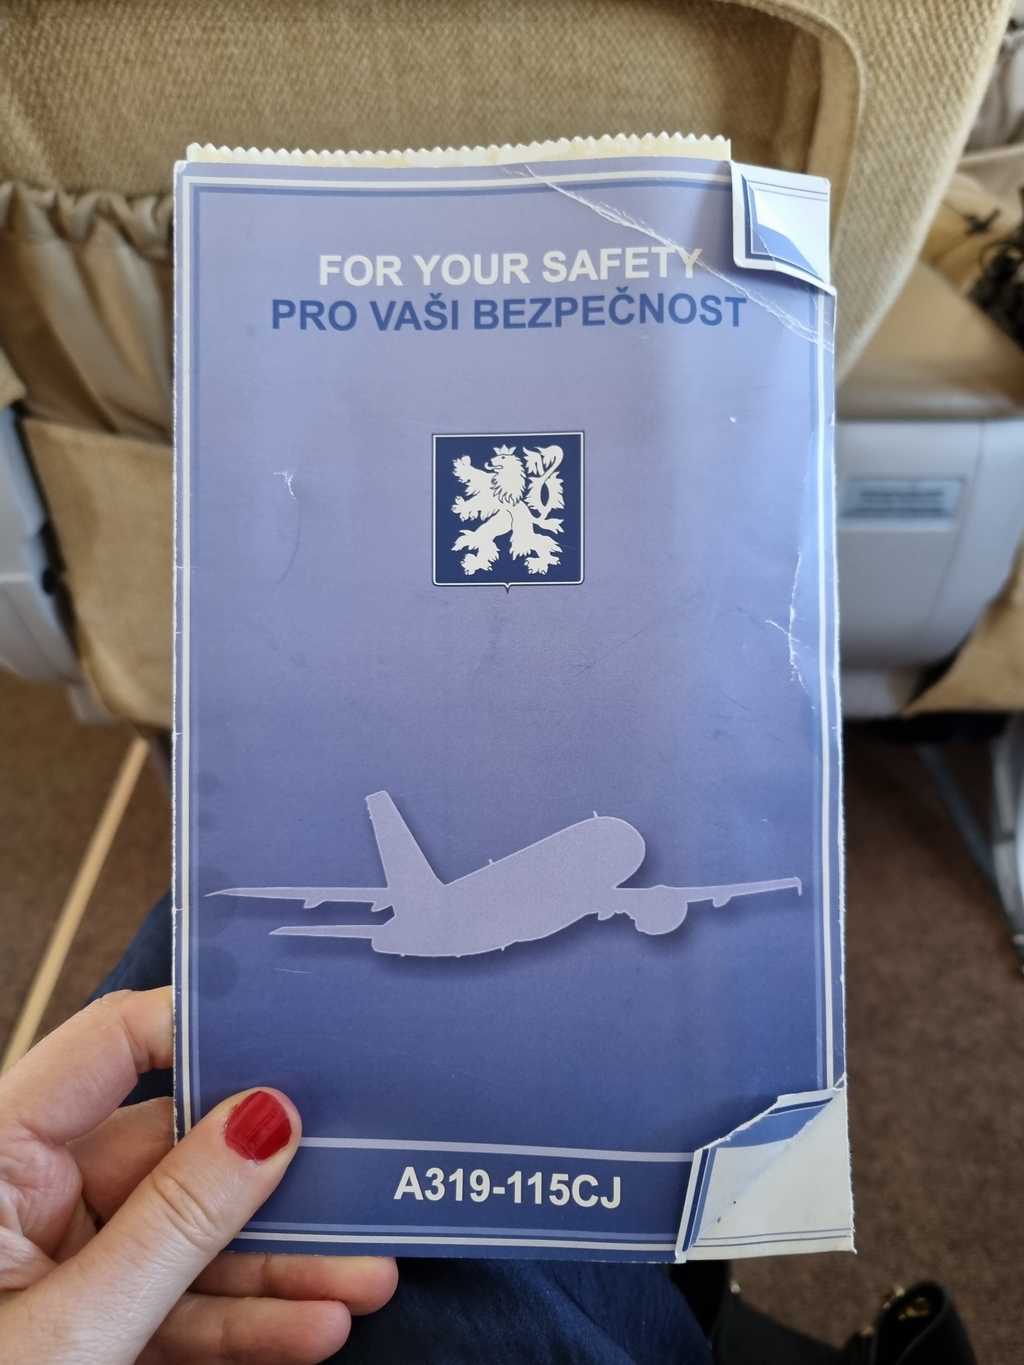 FOR YOUR SAFETY
PRO VAŠI BEZPEČNOST
A319-115CJ